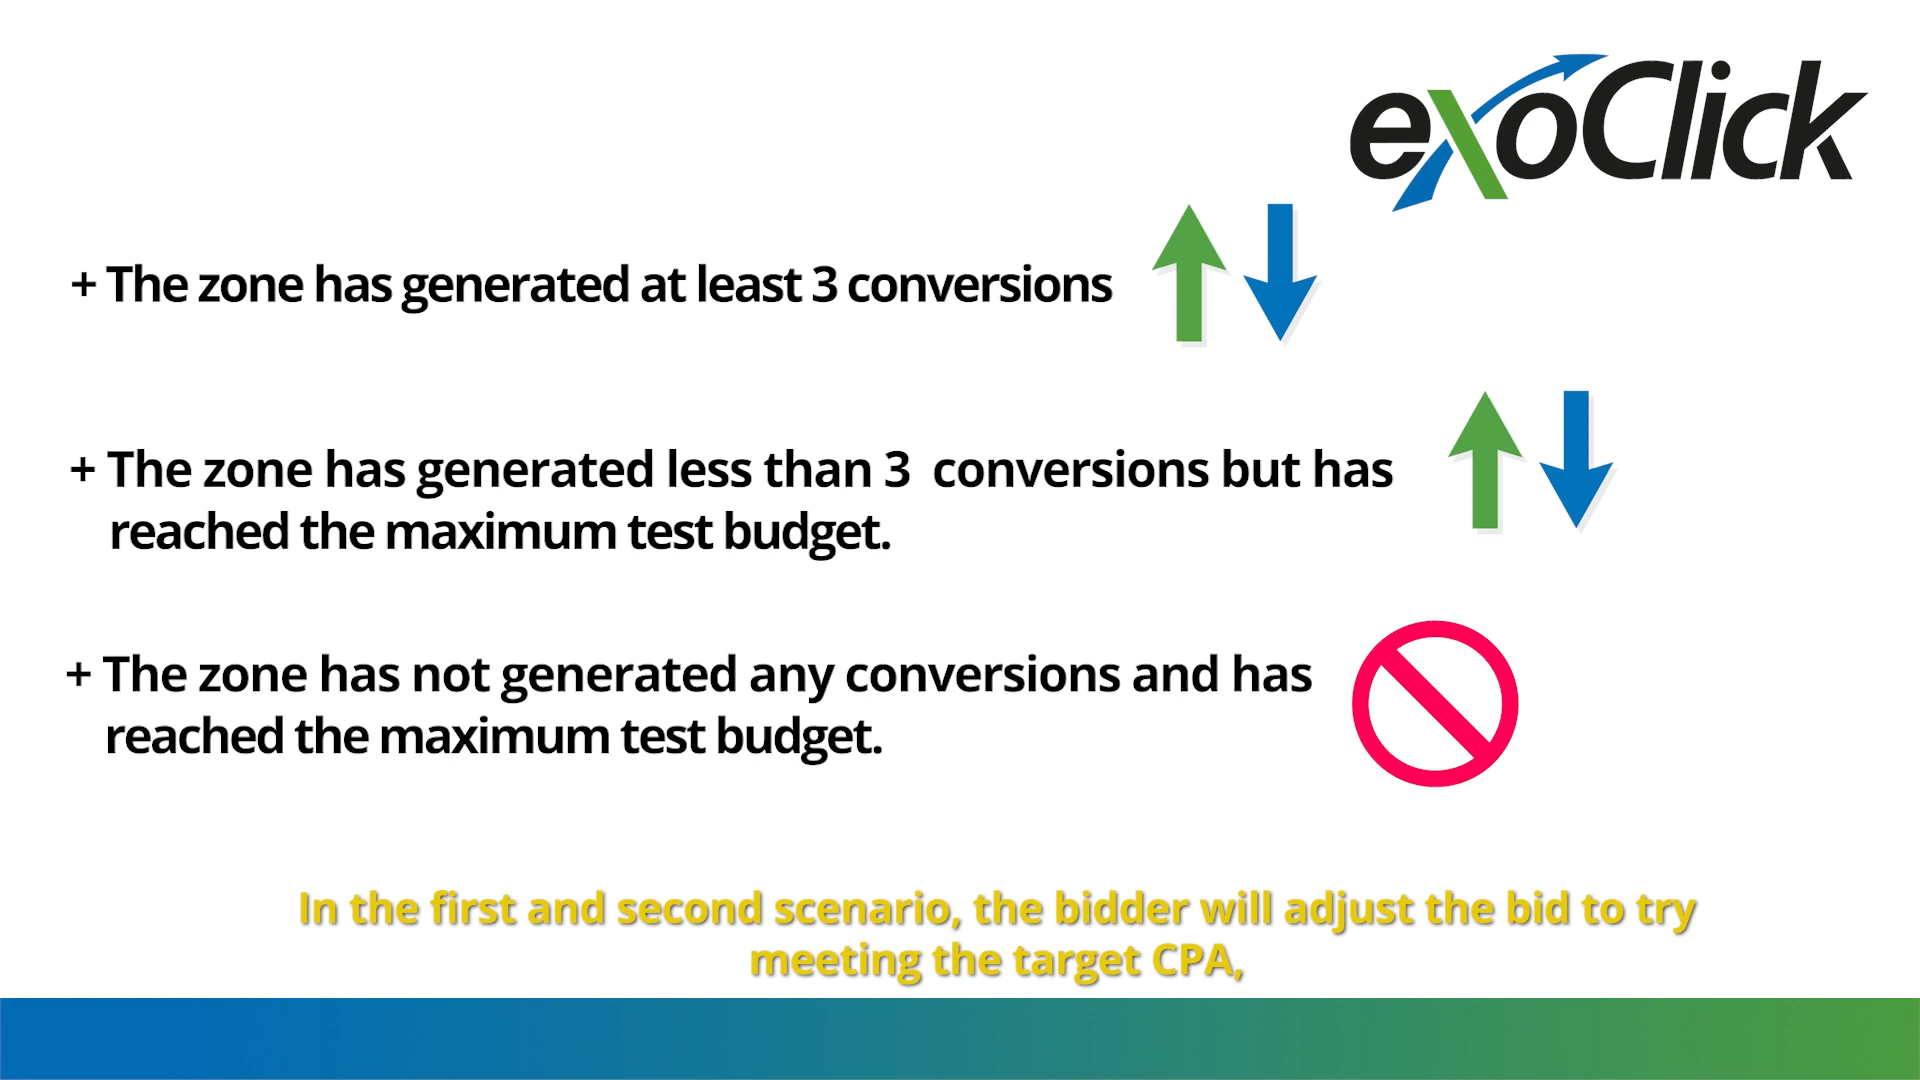 exoClick
+ The zone has generated at least 3 conversions
+ The zone has generated less than 3 conversions but has
reached the maximum test budget.
+ The zone has not generated any conversions and has
reached the maximum test budget.
In the first and second scenario, the bidder will adjust the bid to try
meeting the target CPA,